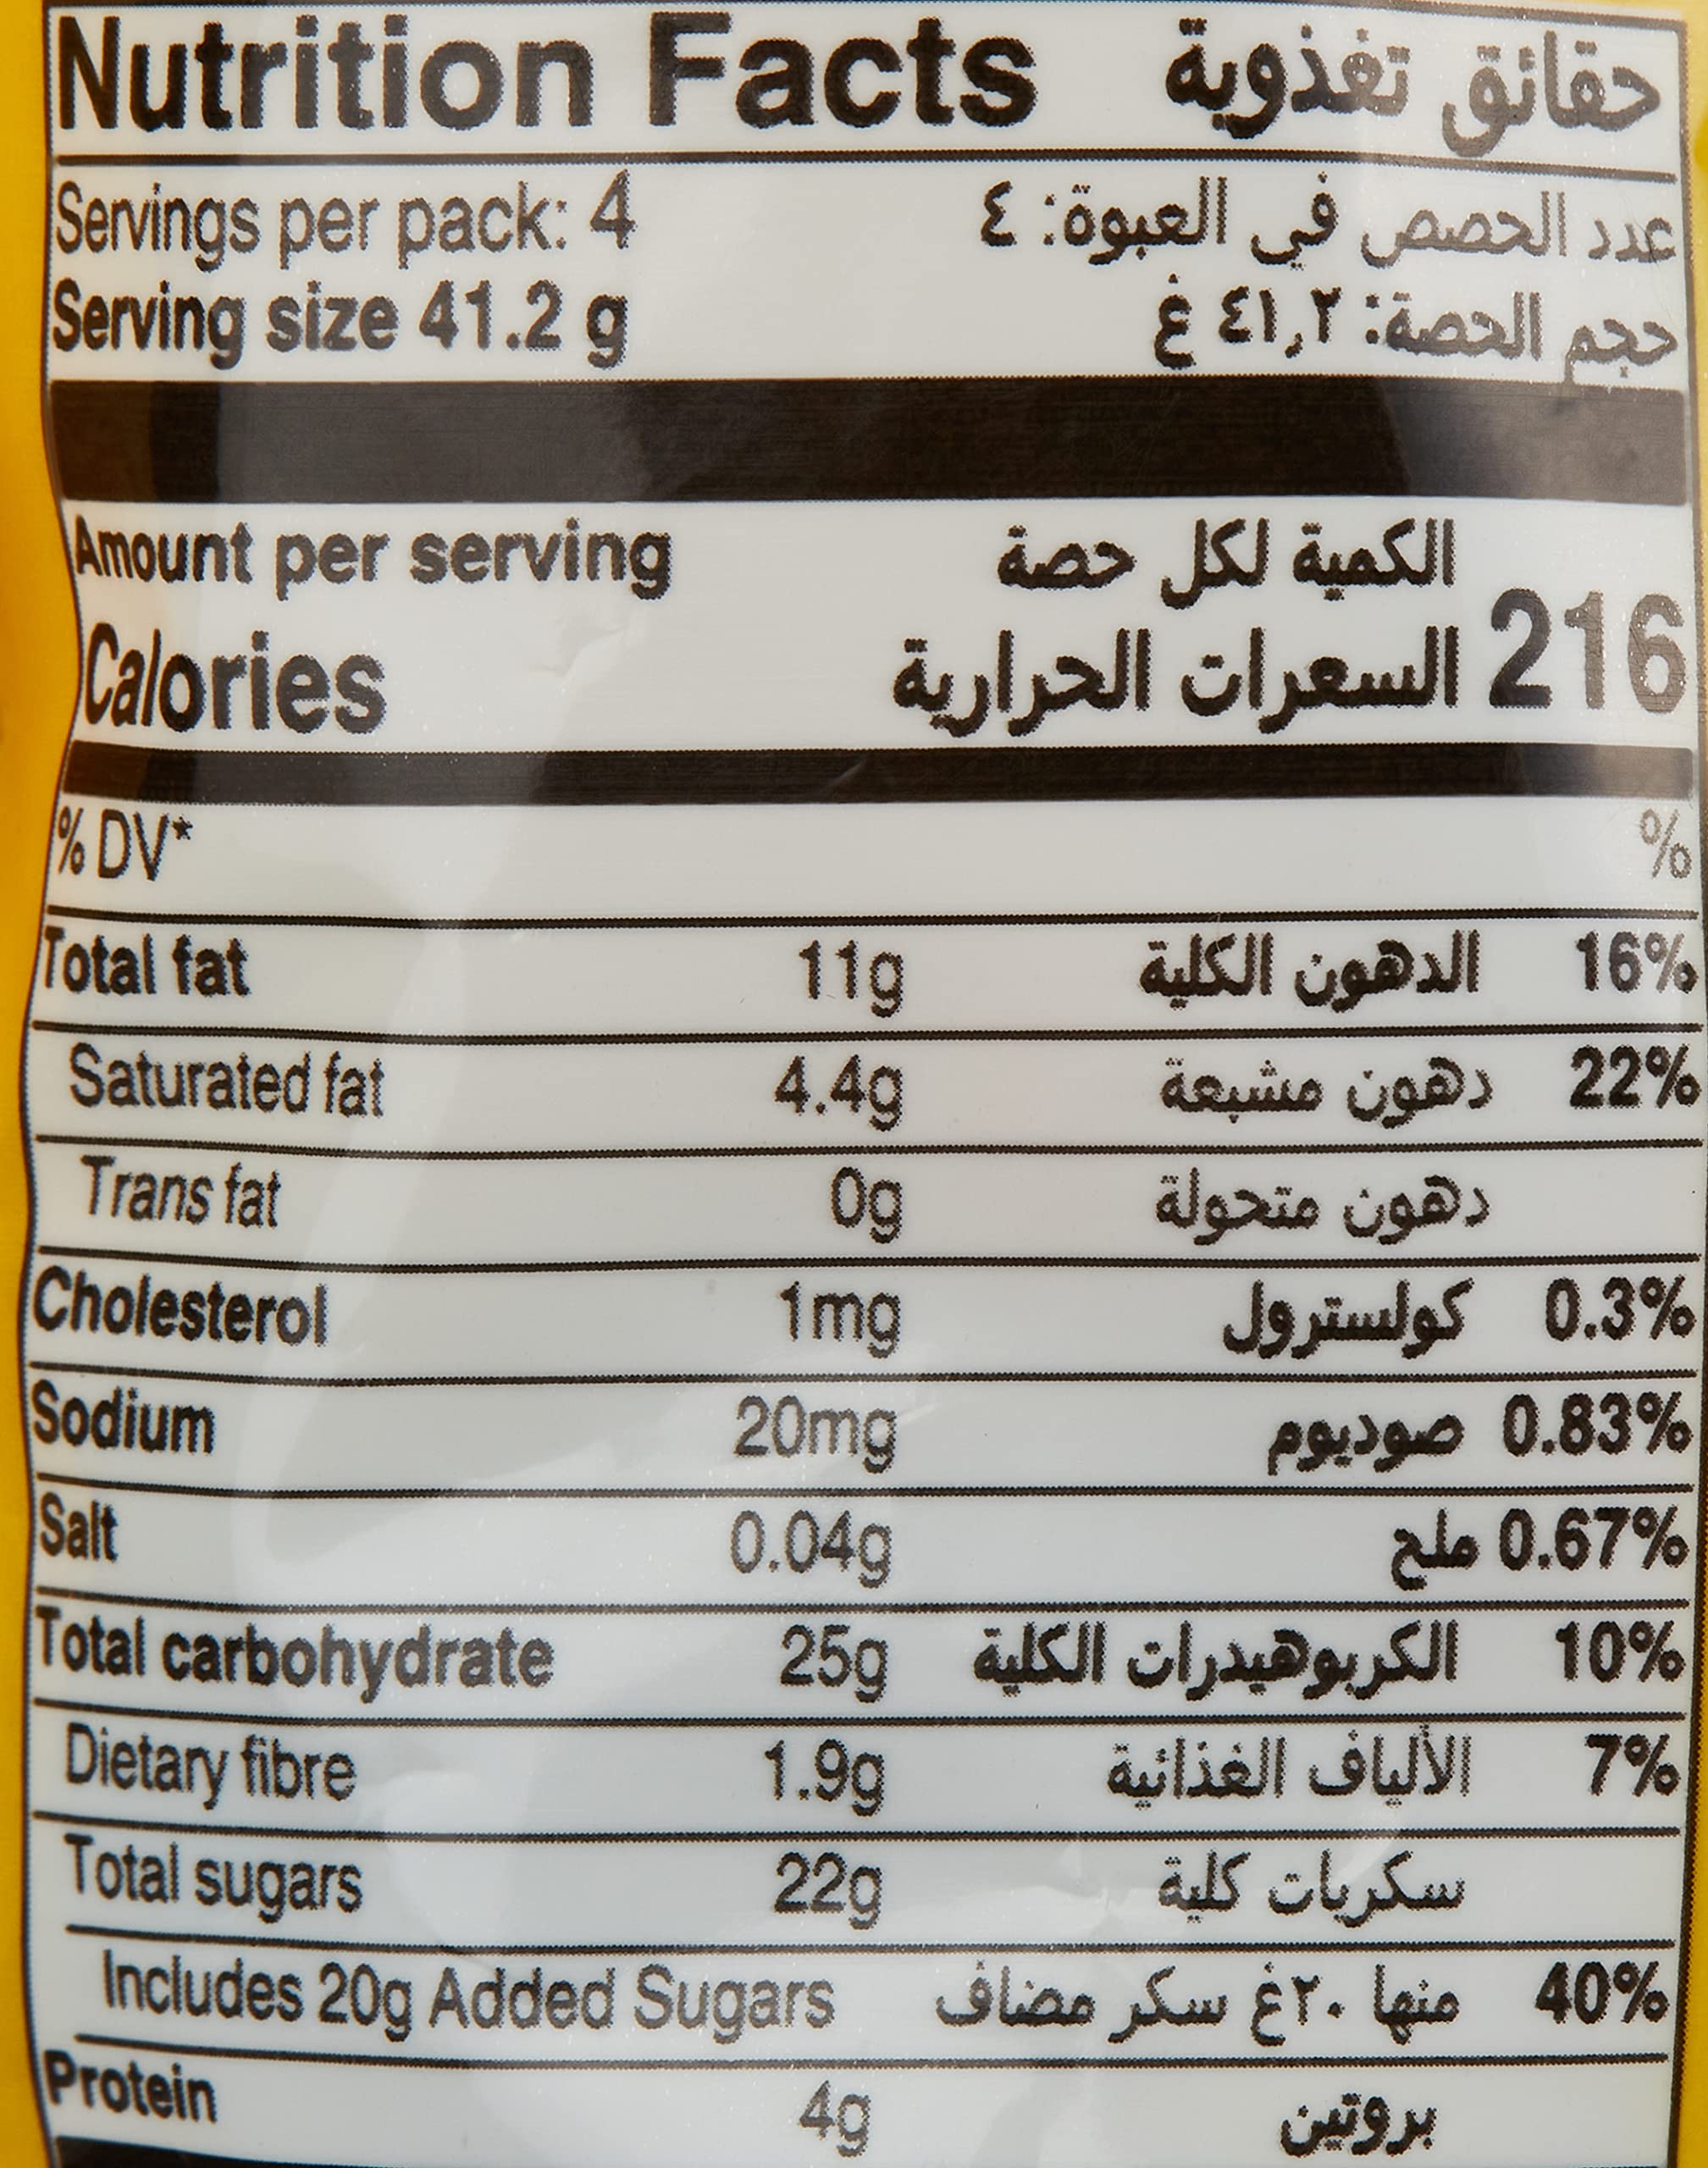 Nutrition Facts حقائق تغذوية
Servings per pack: 4 عدد الحصص في العبوة: ٤
Serving size 41.2 g حجم الحصة: ٤١,٢ غ
Amount per serving الكمية لكل حصة
Calories السعرات الحرارية 216
% DV* %
Total fat 11g الدهون الكلية 16%
Saturated fat 4.4g دهون مشبعة 22%
Trans fat 0g دهون متحولة
Cholesterol 1mg كولسترول 0.3%
Sodium 20mg صوديوم 0.83%
Salt 0.04g ملح 0.67%
Total carbohydrate 25g الكربوهيدرات الكلية 10%
Dietary fibre 1.9g الألياف الغذائية 7%
Total sugars 22g سكريات كلية
Includes 20g Added Sugars منها ٢٠غ سكر مضاف 40%
Protein 4g بروتين